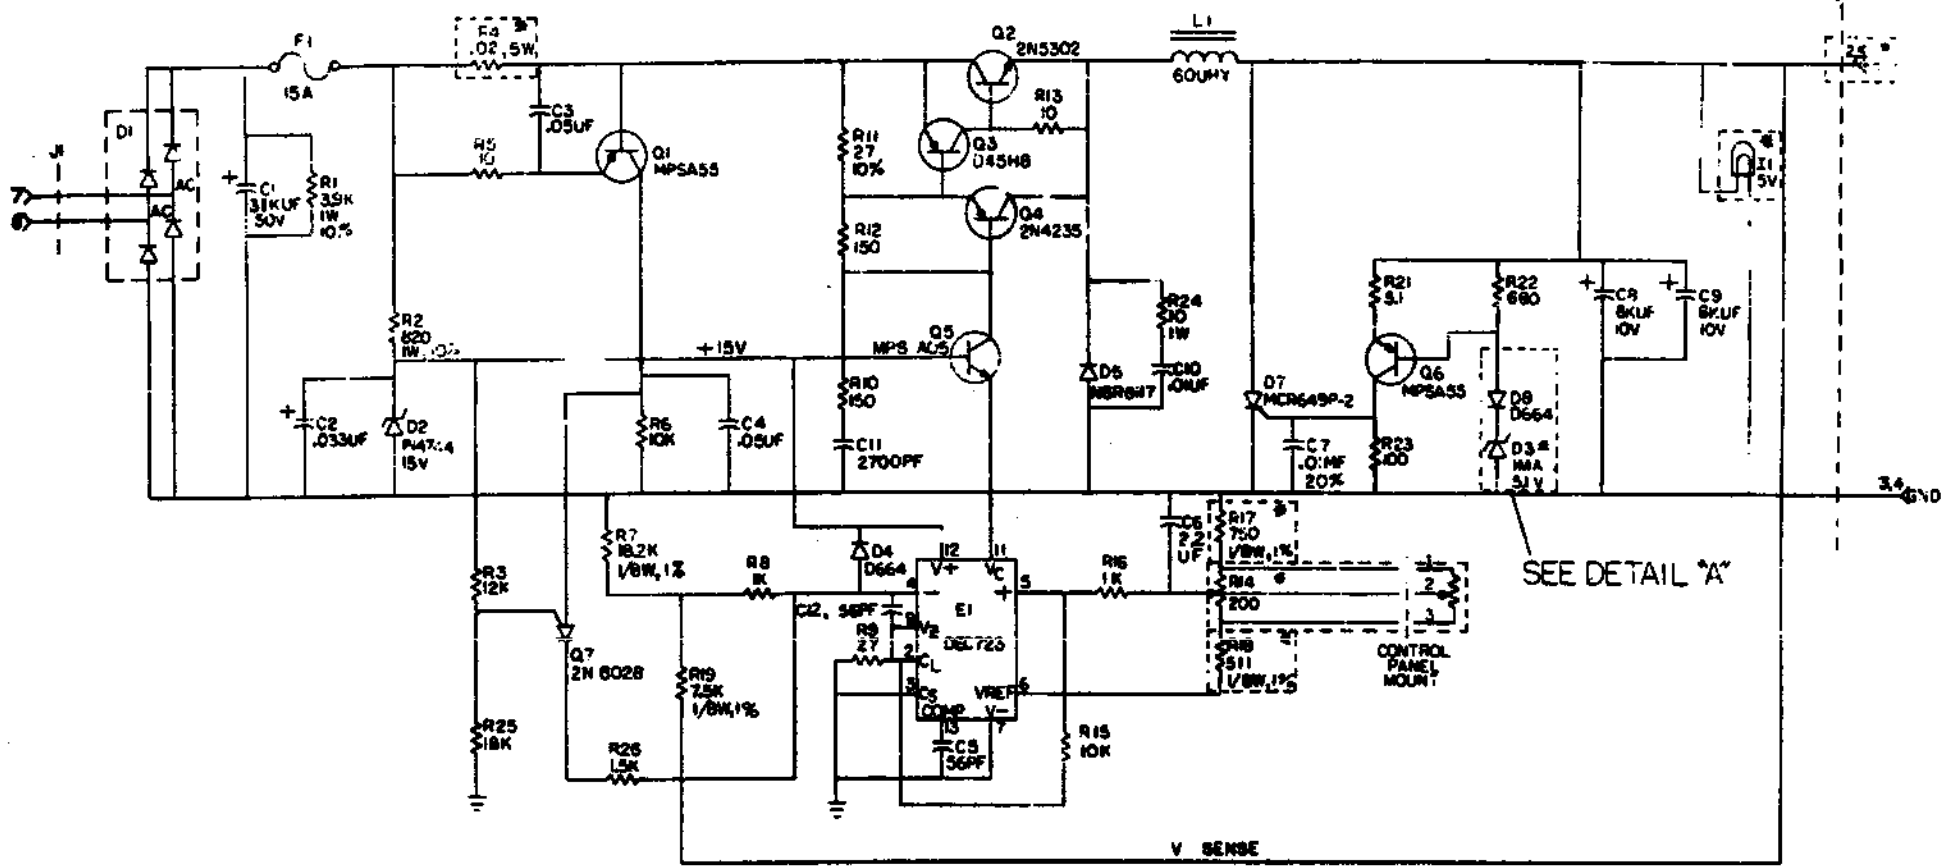 F1
15A
.02, 5W
Q2
2N5302
L1
60UHY
D1
J1
7
AC
AC
+
C1
50V
R1
3.9K
1W
10%
C3
.05UF
R5
10
Q1
MPSA55
R11
27
10%
R13
10
Q3
D45H8
R12
150
Q4
2N4235
I1
5V
R2
820
1W
+15V
MPS A05
Q5
R24
10
1W
C10
.01UF
D5
R21
5.1
R22
680
+
C8
8KUF
10V
+
C9
8KUF
10V
+
C2
.033UF
D2
15V
R6
10K
C4
.05UF
R10
150
C11
2700PF
D7
MCR649P-2
Q6
MPSA55
D8
D664
C7
.01MF
20%
R23
100
D3
1MA
5.1V
3,4
GND
R7
18.2K
1/8W, 1%
R8
1K
D4
D664
12
11
V+
VC
4
5
-
+
E1
DEC723
R16
1K
C6
2.2
UF
R17
750
1/8W, 1%
R14
200
1
2
3
SEE DETAIL "A"
R3
12K
C12, 56PF
VZ
R9
27
2
CL
3
CS
VREF
6
COMP
V-
13
7
R18
511
1/8W, 1%
CONTROL
PANEL
MOUNT
Q7
2N 6028
R19
7.5K
1/8W, 1%
R25
18K
R26
1.5K
C5
56PF
R15
10K
V SENSE